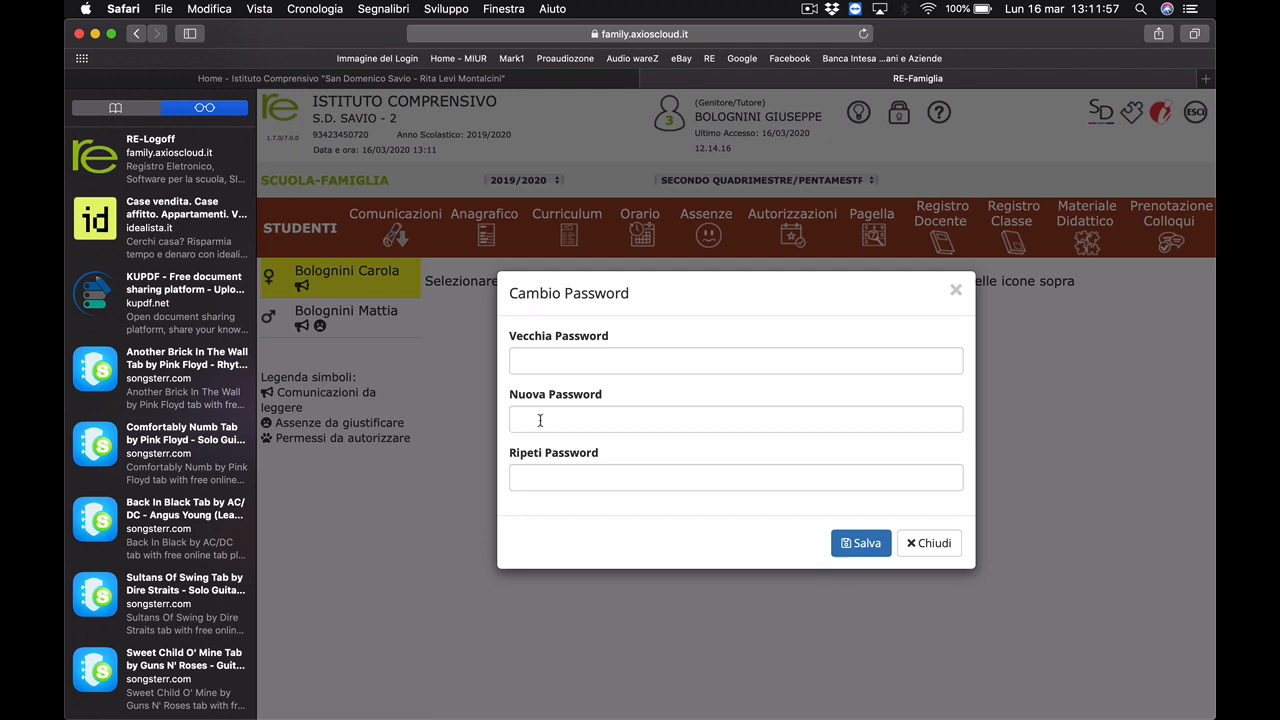 Safari File Modifica Vista Cronologia Segnalibri Sviluppo Finestra Aiuto 100% Lun 16 mar 13:11:57
family.axioscloud.it
Immagine del Login Home - MIUR Mark1 Proaudiozone Audio wareZ eBay RE Google Facebook Banca Intesa ...ani e Aziende
Home - Istituto Comprensivo "San Domenico Savio - Rita Levi Montalcini" RE-Famiglia
RE-Logoff
family.axioscloud.it
Registro Eletronico,
Software per la scuola, SI...
id
Case vendita. Case
affitto. Appartamenti. V...
idealista.it
Cerchi casa? Risparmia
tempo e denaro con ideali...
KUPDF - Free document
sharing platform - Uplo...
kupdf.net
Open document sharing
platform, share your know...
Another Brick In The Wall
Tab by Pink Floyd - Rhyt...
songsterr.com
Another Brick In The Wall
by Pink Floyd tab with fre...
Comfortably Numb Tab
by Pink Floyd - Solo Gui...
songsterr.com
Comfortably Numb by Pink
Floyd tab with free online...
Back In Black Tab by AC/
DC - Angus Young (Lea...
songsterr.com
Back In Black by AC/DC
tab with free online tab pl...
Sultans Of Swing Tab by
Dire Straits - Solo Guita...
songsterr.com
Sultans Of Swing by Dire
Straits tab with free onlin...
Sweet Child O' Mine Tab
by Guns N' Roses - Guit...
songsterr.com
Sweet Child O' Mine by
Guns N' Roses tab with fr...
re
1.7.0/7.0.0
ISTITUTO COMPRENSIVO
S.D. SAVIO - 2
93423450720 Anno Scolastico: 2019/2020
Data e ora: 16/03/2020 13:11
3
(Genitore/Tutore)
BOLOGNINI GIUSEPPE
Ultimo Accesso: 16/03/2020
12.14.16
SD ESCI
SCUOLA-FAMIGLIA 2019/2020 SECONDO QUADRIMESTRE/PENTAMESTR
STUDENTI Comunicazioni Anagrafico Curriculum Orario Assenze Autorizzazioni Pagella Registro Docente Registro Classe Materiale Didattico Prenotazione Colloqui
Bolognini Carola
Bolognini Mattia
Selezionare elle icone sopra
Legenda simboli:
Comunicazioni da
leggere
Assenze da giustificare
Permessi da autorizzare
Cambio Password ×
Vecchia Password
Nuova Password
Ripeti Password
Salva Chiudi